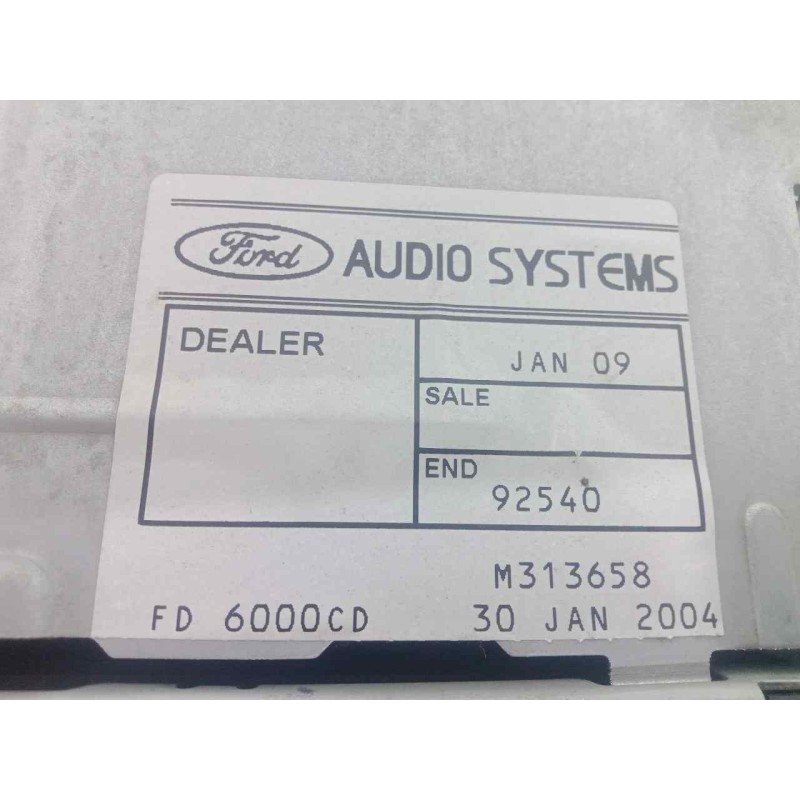 Ford AUDIO SYSTEMS
DEALER
JAN 09
SALE
END
92540
M313658
FD 6000CD 30 JAN 2004